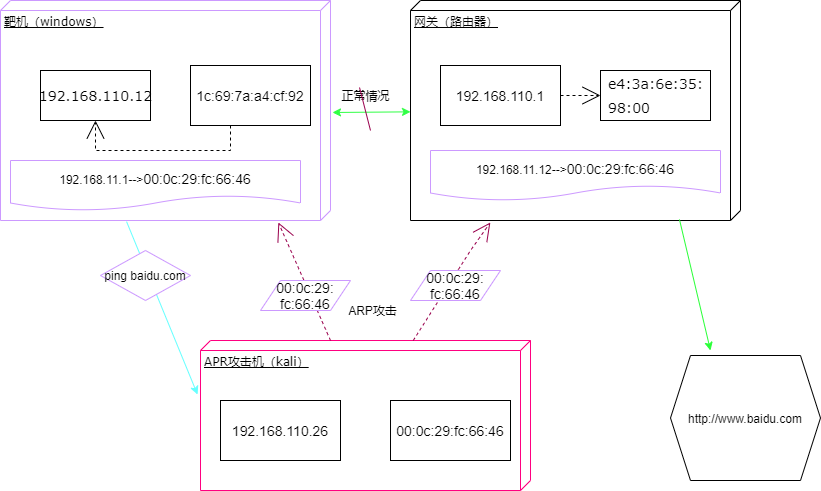 靶机（windows）
192.168.110.12
1c:69:7a:a4:cf:92
192.168.11.1-->00:0c:29:fc:66:46
正常情况
网关（路由器）
192.168.110.1
e4:3a:6e:35:
98:00
192.168.11.12-->00:0c:29:fc:66:46
ping baidu.com
00:0c:29:
fc:66:46
00:0c:29:
fc:66:46
ARP攻击
APR攻击机（kali）
192.168.110.26
00:0c:29:fc:66:46
http://www.baidu.com